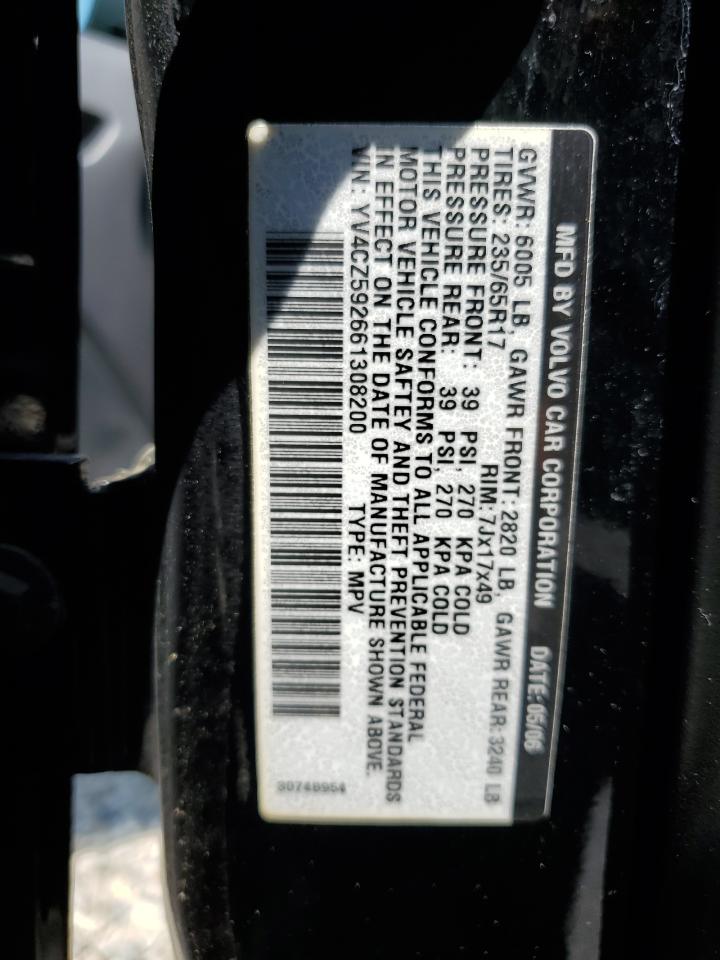 MFD BY VOLVO CAR CORPORATION DATE: 05/06
GVWR: 6005 LB, GAWR FRONT: 2820 LB, GAWR REAR: 3240 LB
TIRES: 235/65R17 RIM: 7Jx17x49
PRESSURE FRONT: 39 PSI, 270 KPA COLD
PRESSURE REAR: 39 PSI, 270 KPA COLD
THIS VEHICLE CONFORMS TO ALL APPLICABLE FEDERAL
MOTOR VEHICLE SAFTEY AND THEFT PREVENTION STANDARDS
IN EFFECT ON THE DATE OF MANUFACTURE SHOWN ABOVE.
VIN: YV4CZ592661308200 TYPE: MPV
30748954